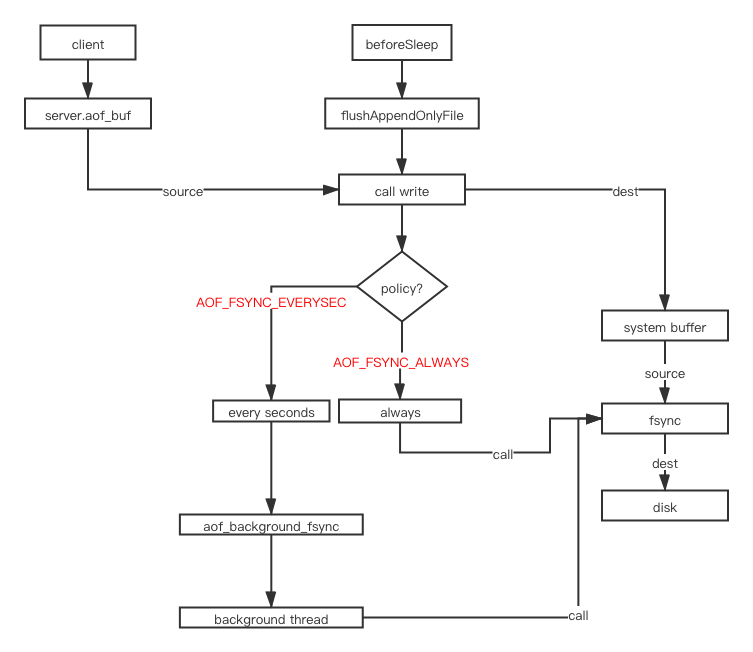 client
beforeSleep
server.aof_buf
flushAppendOnlyFile
source
call write
dest
policy?
AOF_FSYNC_EVERYSEC
system buffer
AOF_FSYNC_ALWAYS
source
every seconds
always
fsync
call
dest
disk
aof_background_fsync
background thread
call